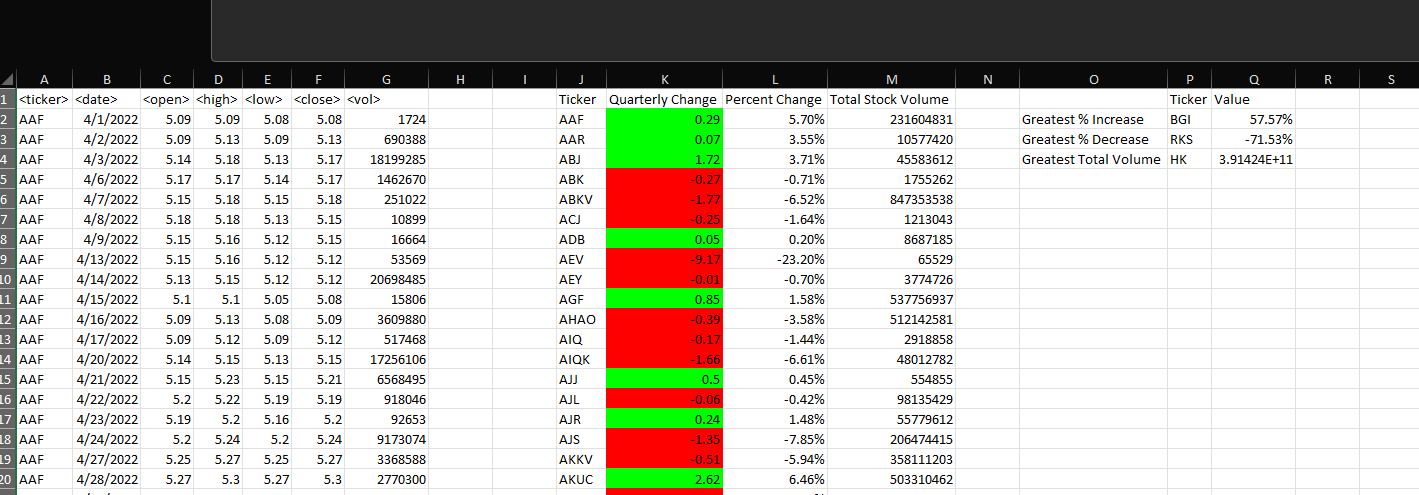 A B C D E F G H I J K L M N O P Q R S
1 <ticker> <date> <open> <high> <low> <close> <vol> Ticker Quarterly Change Percent Change Total Stock Volume Ticker Value
2 AAF 4/1/2022 5.09 5.09 5.08 5.08 1724 AAF 0.29 5.70% 231604831 Greatest % Increase BGI 57.57%
3 AAF 4/2/2022 5.09 5.13 5.09 5.13 690388 AAR 0.07 3.55% 10577420 Greatest % Decrease RKS -71.53%
4 AAF 4/3/2022 5.14 5.18 5.13 5.17 18199285 ABJ 1.72 3.71% 45583612 Greatest Total Volume HK 3.91424E+11
5 AAF 4/6/2022 5.17 5.17 5.14 5.17 1462670 ABK -0.27 -0.71% 1755262
6 AAF 4/7/2022 5.15 5.18 5.15 5.18 251022 ABKV -1.77 -6.52% 847353538
7 AAF 4/8/2022 5.18 5.18 5.13 5.15 10899 ACJ -0.25 -1.64% 1213043
8 AAF 4/9/2022 5.15 5.16 5.12 5.15 16664 ADB 0.05 0.20% 8687185
9 AAF 4/13/2022 5.15 5.16 5.12 5.12 53569 AEV -9.17 -23.20% 65529
10 AAF 4/14/2022 5.13 5.15 5.12 5.12 20698485 AEY -0.01 -0.70% 3774726
11 AAF 4/15/2022 5.1 5.1 5.05 5.08 15806 AGF 0.85 1.58% 537756937
12 AAF 4/16/2022 5.09 5.13 5.08 5.09 3609880 AHAO -0.39 -3.58% 512142581
13 AAF 4/17/2022 5.09 5.12 5.09 5.12 517468 AIQ -0.17 -1.44% 2918858
14 AAF 4/20/2022 5.14 5.15 5.13 5.15 17256106 AIQK -1.66 -6.61% 48012782
15 AAF 4/21/2022 5.15 5.23 5.15 5.21 6568495 AJJ 0.5 0.45% 554855
16 AAF 4/22/2022 5.2 5.22 5.19 5.19 918046 AJL -0.06 -0.42% 98135429
17 AAF 4/23/2022 5.19 5.2 5.16 5.2 92653 AJR 0.24 1.48% 55779612
18 AAF 4/24/2022 5.2 5.24 5.2 5.24 9173074 AJS -1.35 -7.85% 206474415
19 AAF 4/27/2022 5.25 5.27 5.25 5.27 3368588 AKKV -0.51 -5.94% 358111203
20 AAF 4/28/2022 5.27 5.3 5.27 5.3 2770300 AKUC 2.62 6.46% 503310462